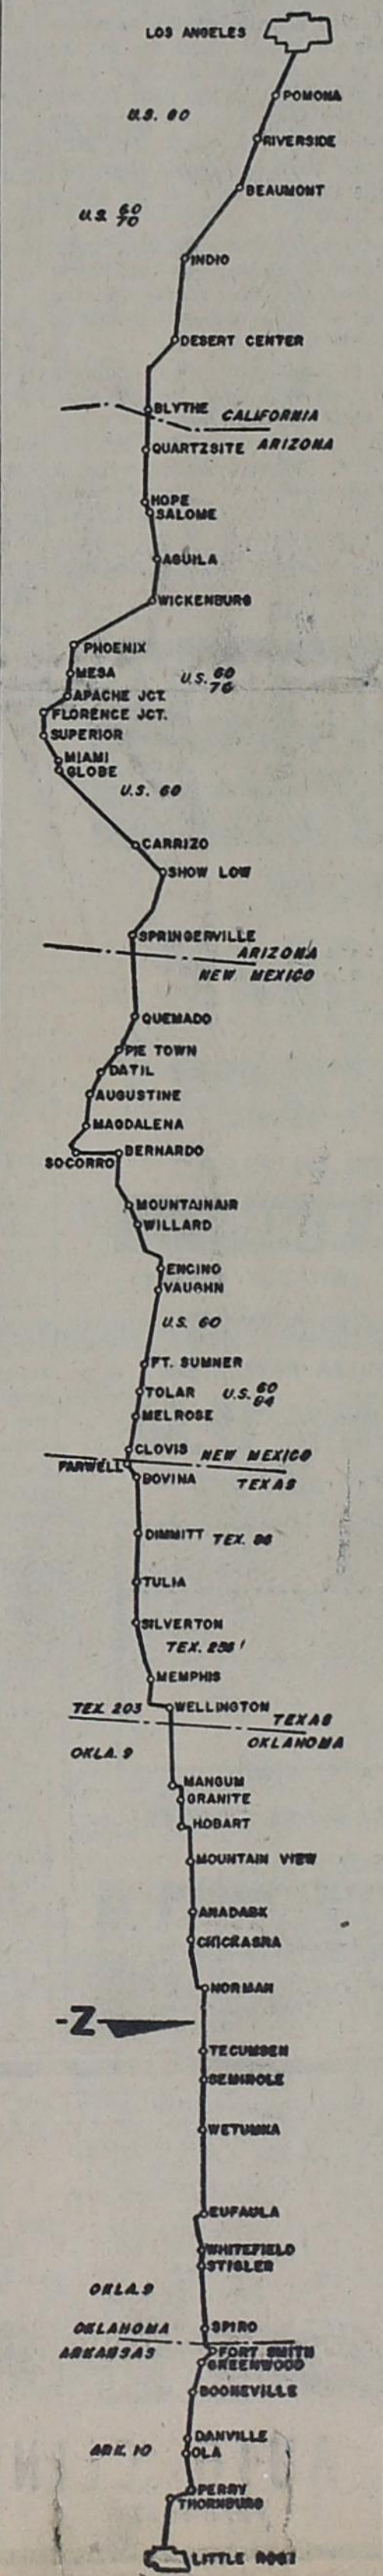 LOS ANGELES
POMONA
U.S. 60
RIVERSIDE
BEAUMONT
U.S. 60
70
INDIO
DESERT CENTER
BLYTHE
CALIFORNIA
QUARTZSITE
ARIZONA
HOPE
SALOME
AGUILA
WICKENBURG
PHOENIX
MESA
U.S. 60
76
APACHE JCT.
FLORENCE JCT.
SUPERIOR
MIAMI
GLOBE
U.S. 60
CARRIZO
SHOW LOW
SPRINGERVILLE
ARIZONA
NEW MEXICO
QUEMADO
PIE TOWN
DATIL
AUGUSTINE
MAGDALENA
BERNARDO
SOCORRO
MOUNTAINAIR
WILLARD
ENCINO
VAUGHN
U.S. 60
FT. SUMNER
TOLAR
U.S. 60
84
MELROSE
CLOVIS
NEW MEXICO
FARWELL
BOVINA
TEXAS
DIMMITT
TEX. 86
TULIA
SILVERTON
TEX. 256
MEMPHIS
TEX. 203
WELLINGTON
TEXAS
OKLAHOMA
OKLA. 9
MANGUM
GRANITE
HOBART
MOUNTAIN VIEW
ANADARK
CHICKASHA
NORMAN
Z
TECUMSEH
SEMINOLE
WETUMKA
EUFAULA
WHITEFIELD
STIGLER
OKLA. 9
OKLAHOMA
SPIRO
ARKANSAS
FORT SMITH
GREENWOOD
BOONEVILLE
DANVILLE
ARK. 10
OLA
PERRY
THORNBURG
LITTLE ROCK